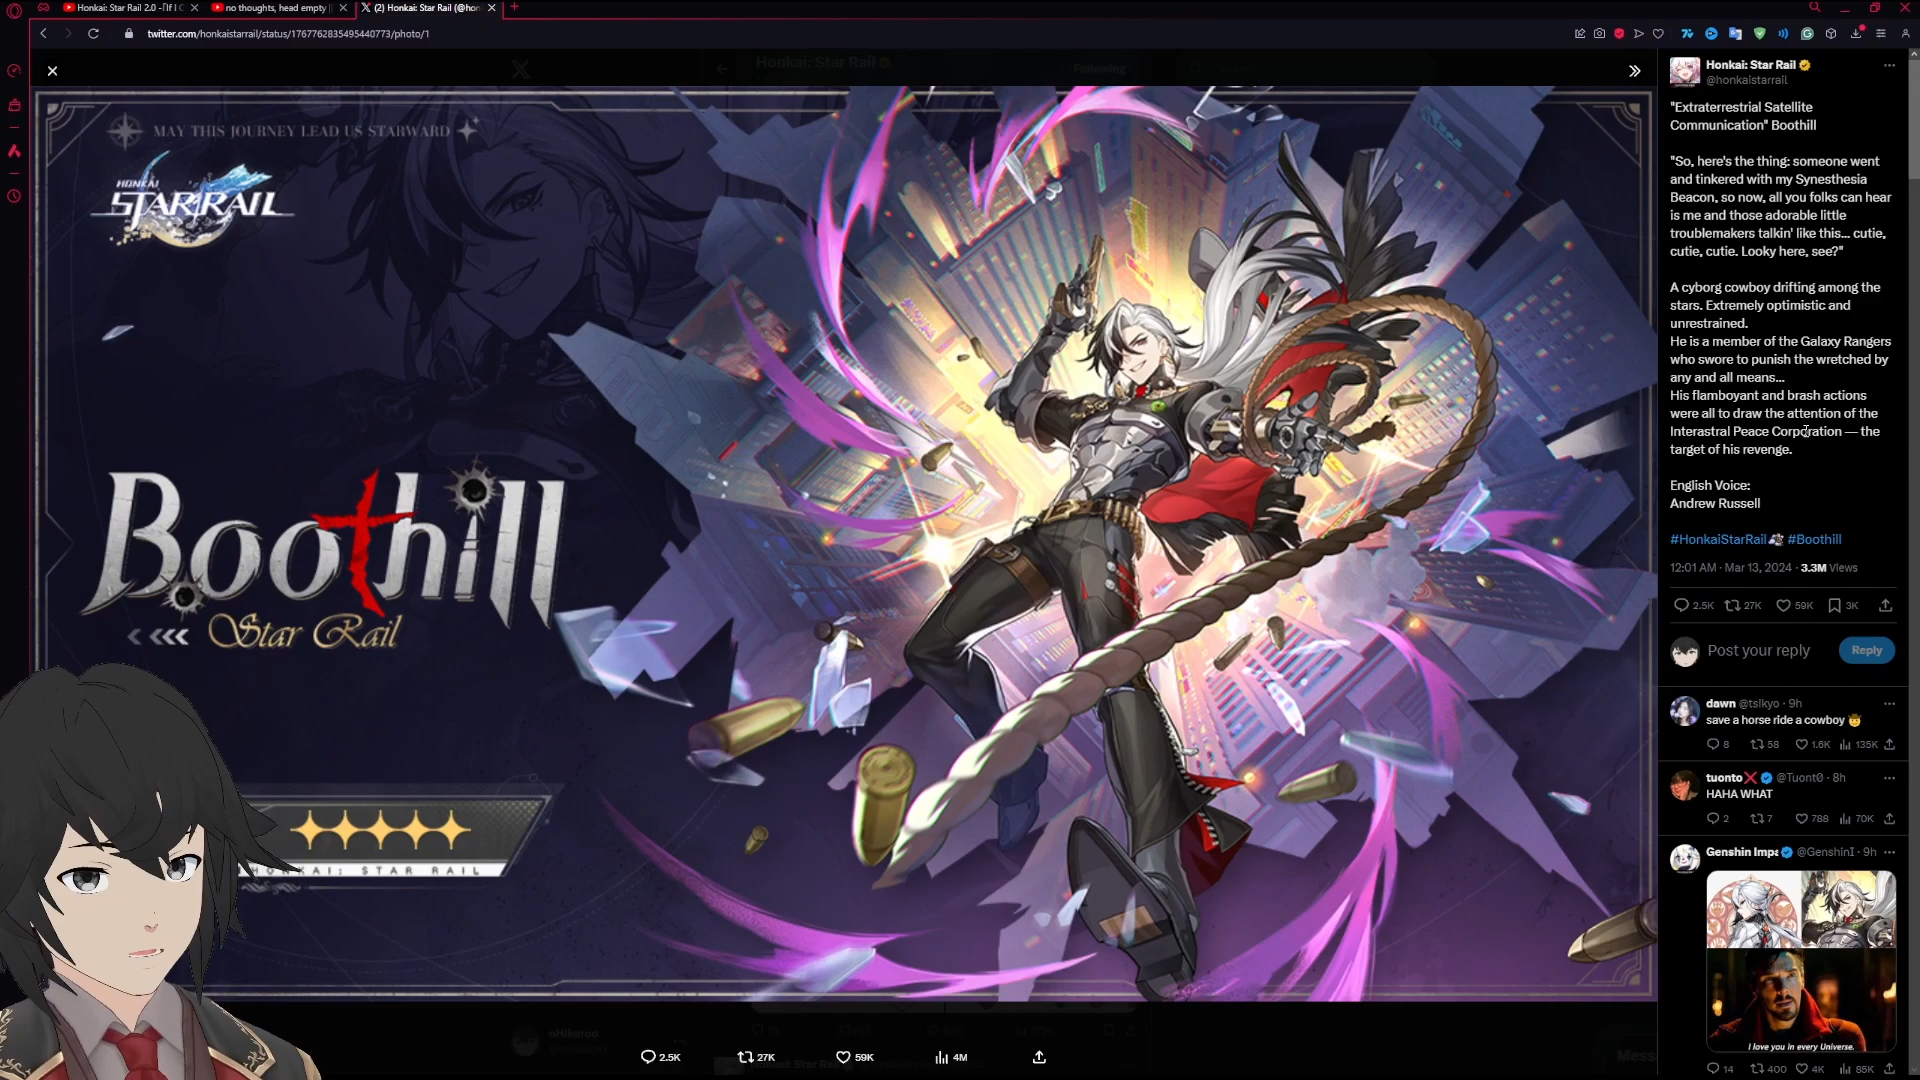 Honkai: Star Rail 2.0 -「If I C
no thoughts, head empty ||
(2) Honkai: Star Rail (@hon
twitter.com/honkaistarrail/status/1767762835495440773/photo/1
Honkai: Star Rail
Following
MAY THIS JOURNEY LEAD US STARWARD
HONKAI
STAR RAIL
Boothill
Star Rail
HONKAI: STAR RAIL
oHikaruo
2.5K
27K
59K
4M
Honkai: Star Rail
@honkaistarrail
"Extraterrestrial Satellite
Communication" Boothill
"So, here's the thing: someone went
and tinkered with my Synesthesia
Beacon, so now, all you folks can hear
is me and those adorable little
troublemakers talkin' like this... cutie,
cutie, cutie. Looky here, see?"
A cyborg cowboy drifting among the
stars. Extremely optimistic and
unrestrained.
He is a member of the Galaxy Rangers
who swore to punish the wretched by
any and all means...
His flamboyant and brash actions
were all to draw the attention of the
Interastral Peace Corporation — the
target of his revenge.
English Voice:
Andrew Russell
#HonkaiStarRail #Boothill
12:01 AM · Mar 13, 2024 · 3.3M Views
2.5K 27K 59K 3K
Post your reply
Reply
dawn @tsIkyo · 9h
save a horse ride a cowboy 🤠
8 58 1.6K 135K
tuonto❌ @Tuont0 · 8h
HAHA WHAT
2 7 788 70K
Genshin Impa @GenshinI · 9h
I love you in every Universe.
14 400 4K 85K